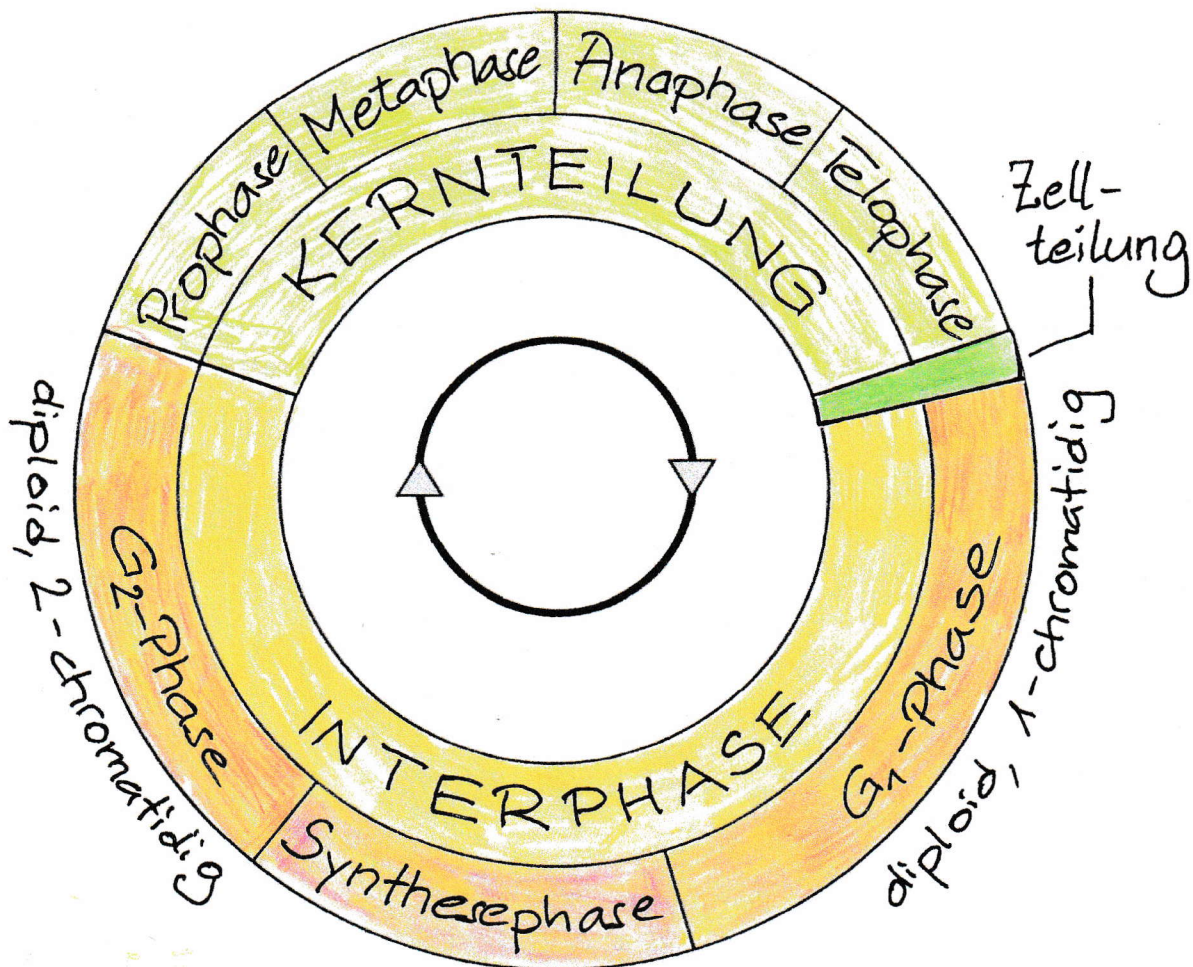 Prophase
Metaphase
Anaphase
Telophase
KERNTEILUNG
Zell-
teilung
G1-Phase
diploid, 1-chromatidig
INTERPHASE
Synthesephase
G2-Phase
diploid, 2-chromatidig